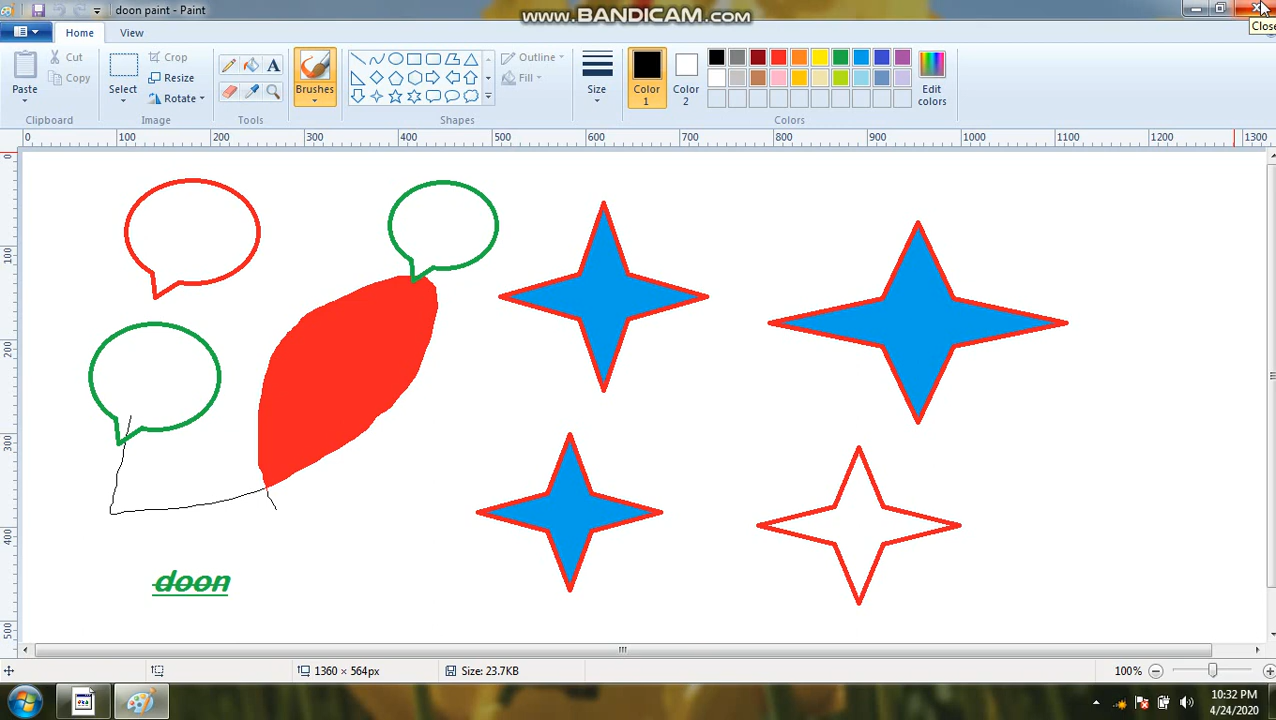 doon paint - Paint
www.BANDICAM.com
Close
Home View
Paste
Cut
Copy
Clipboard
Select
Crop
Resize
Rotate
Image
Tools
Brushes
Shapes
Outline
Fill
Size
Color 1
Color 2
Edit colors
Colors
0 100 200 300 400 500 600 700 800 900 1000 1100 1200 1300
0
100
200
300
400
500
doon
1360 × 564px
Size: 23.7KB
100%
10:32 PM
4/24/2020